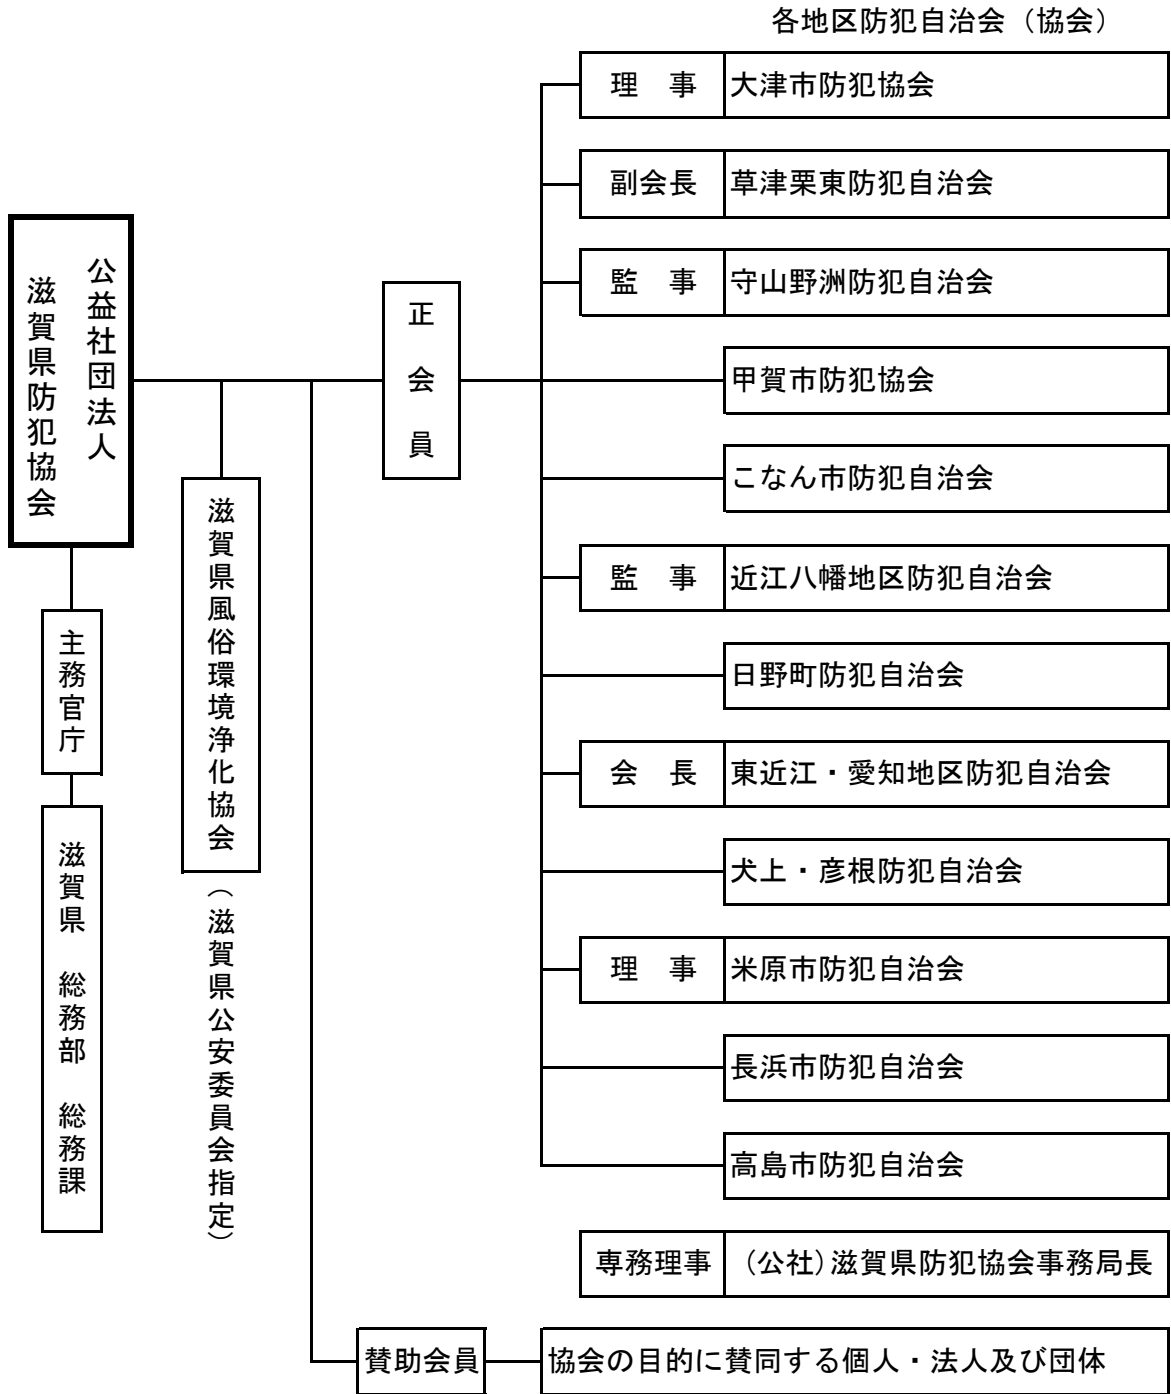 各地区防犯自治会（協会）
理　事　大津市防犯協会
副会長　草津栗東防犯自治会
監　事　守山野洲防犯自治会
甲賀市防犯協会
こなん市防犯自治会
監　事　近江八幡地区防犯自治会
日野町防犯自治会
会　長　東近江・愛知地区防犯自治会
犬上・彦根防犯自治会
理　事　米原市防犯自治会
長浜市防犯自治会
高島市防犯自治会
専務理事　（公社）滋賀県防犯協会事務局長
賛助会員　協会の目的に賛同する個人・法人及び団体
正会員
公益社団法人
滋賀県防犯協会
滋賀県風俗環境浄化協会
（滋賀県公安委員会指定）
主務官庁
滋賀県　総務部　総務課